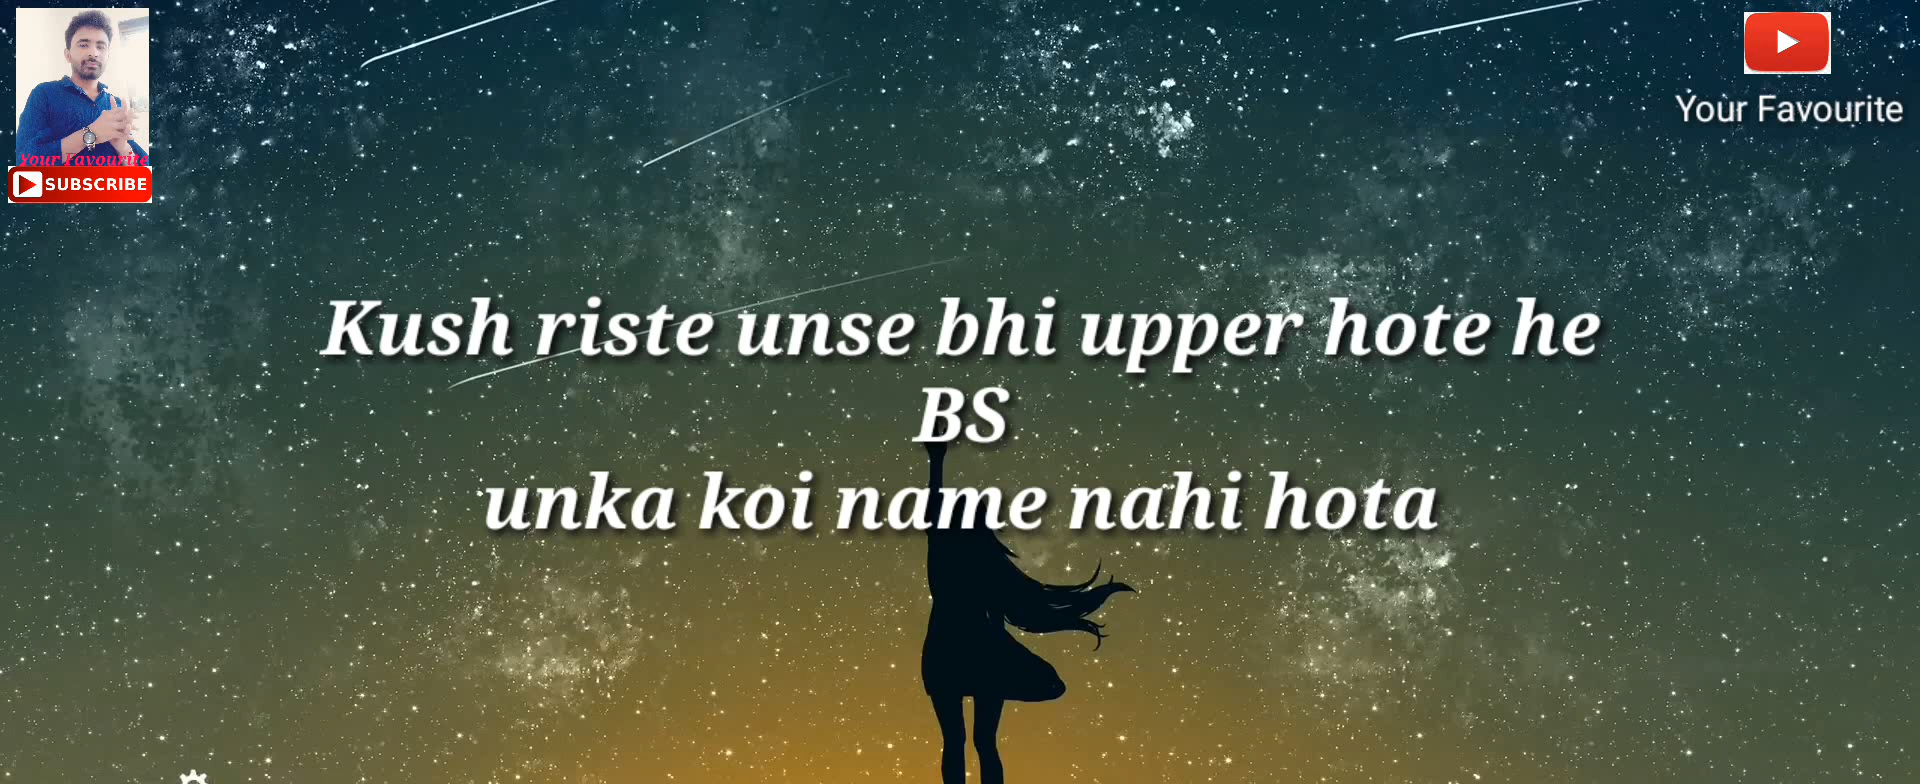 Your Favourite
SUBSCRIBE
Your Favourite
Kush riste unse bhi upper hote he
BS
unka koi name nahi hota